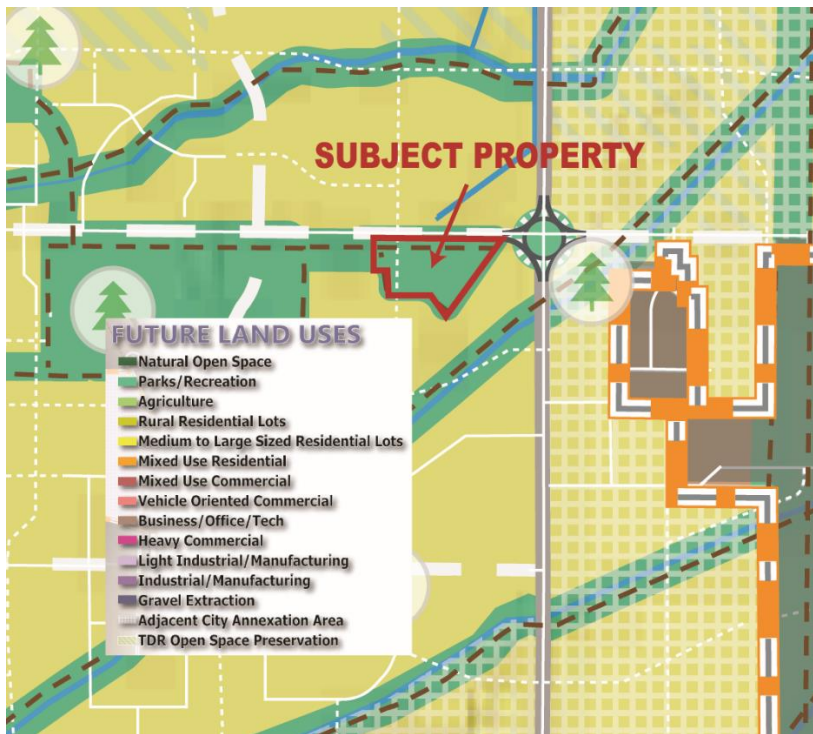 SUBJECT PROPERTY
FUTURE LAND USES
Natural Open Space
Parks/Recreation
Agriculture
Rural Residential Lots
Medium to Large Sized Residential Lots
Mixed Use Residential
Mixed Use Commercial
Vehicle Oriented Commercial
Business/Office/Tech
Heavy Commercial
Light Industrial/Manufacturing
Industrial/Manufacturing
Gravel Extraction
Adjacent City Annexation Area
TDR Open Space Preservation